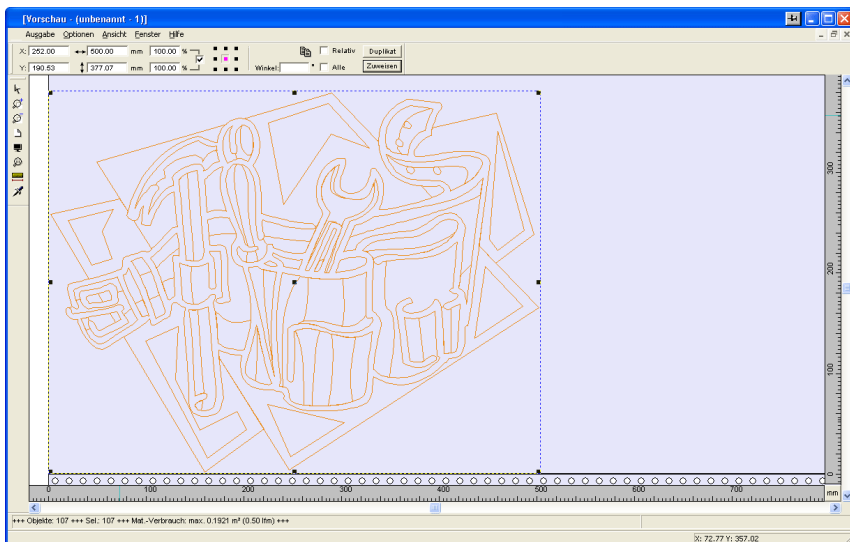 [Vorschau - (unbenannt - 1)]
Ausgabe Optionen Ansicht Fenster Hilfe
X: 252.00 500.00 mm 100.00 % Relativ Duplikat
Y: 190.53 377.07 mm 100.00 % Winkel: ° Alle Zuweisen
300
200
100
0
mm
0 100 200 300 400 500 600 700
+++ Objekte: 107 +++ Sel.: 107 +++ Mat.-Verbrauch: max. 0.1921 m² (0.50 lfm) +++
X: 72.77 Y: 357.02